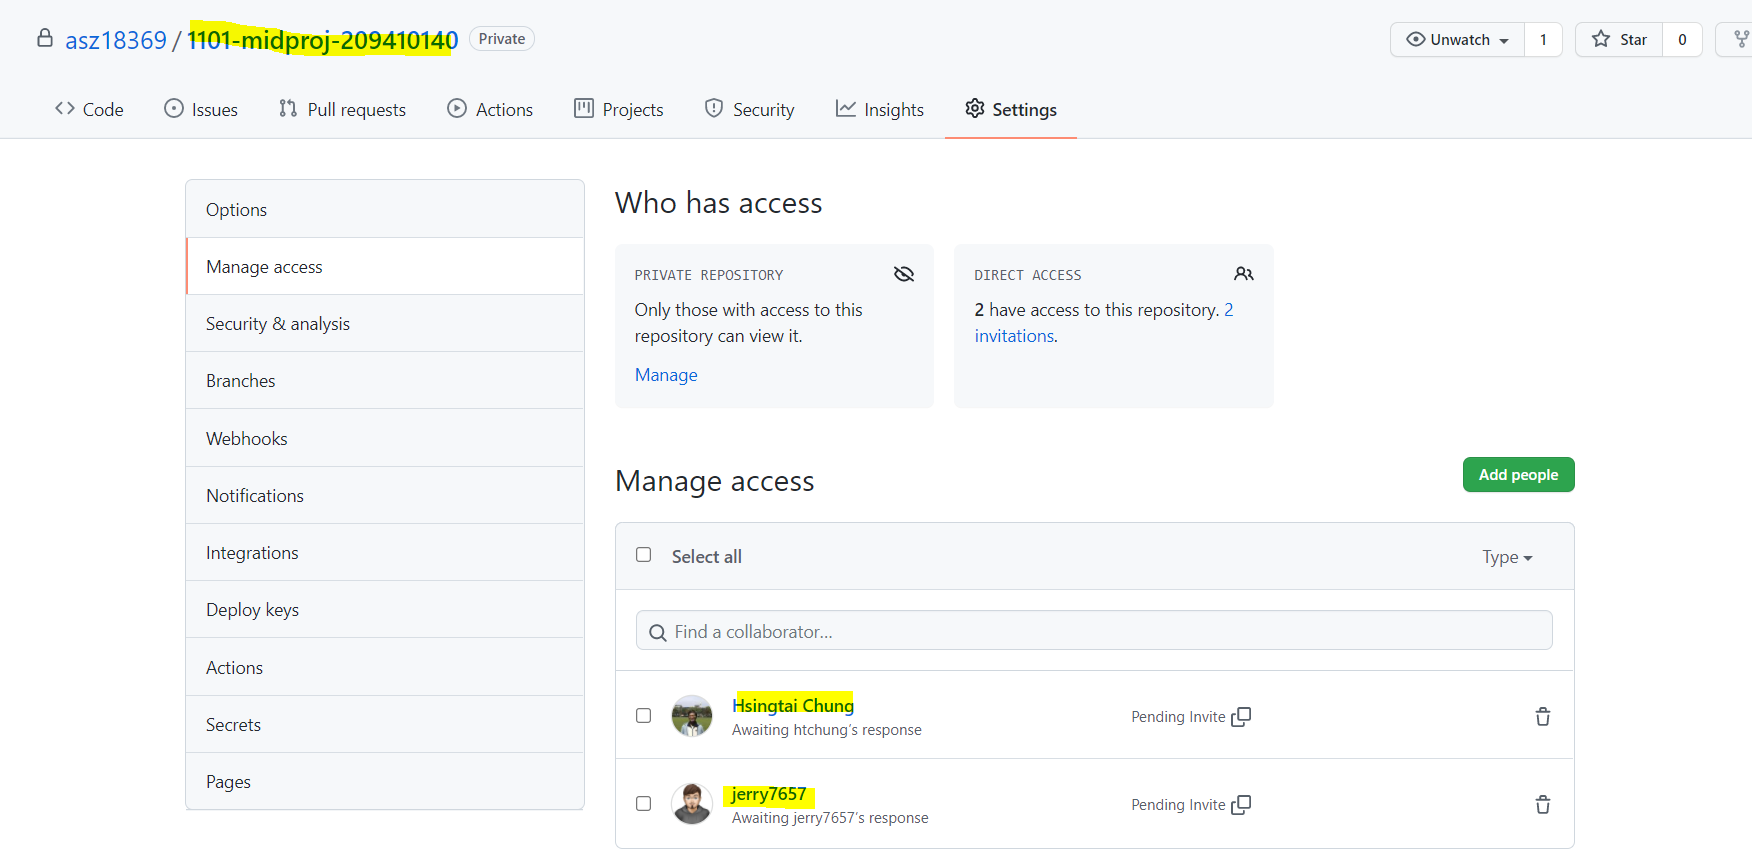 asz18369 / 1101-midproj-209410140 Private
Unwatch 1 Star 0
Code Issues Pull requests Actions Projects Security Insights Settings
Options
Manage access
Security & analysis
Branches
Webhooks
Notifications
Integrations
Deploy keys
Actions
Secrets
Pages
Who has access
PRIVATE REPOSITORY
Only those with access to this
repository can view it.
Manage
DIRECT ACCESS
2 have access to this repository. 2
invitations.
Manage access
Add people
Select all
Type
Find a collaborator...
Hsingtai Chung
Awaiting htchung's response
Pending Invite
jerry7657
Awaiting jerry7657's response
Pending Invite